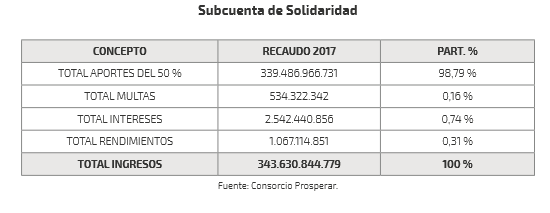 Subcuenta de Solidaridad
CONCEPTO RECAUDO 2017 PART. %
TOTAL APORTES DEL 50 % 339.486.966.731 98,79 %
TOTAL MULTAS 534.322.342 0,16 %
TOTAL INTERESES 2.542.440.856 0,74 %
TOTAL RENDIMIENTOS 1.067.114.851 0,31 %
TOTAL INGRESOS 343.630.844.779 100 %
Fuente: Consorcio Prosperar.